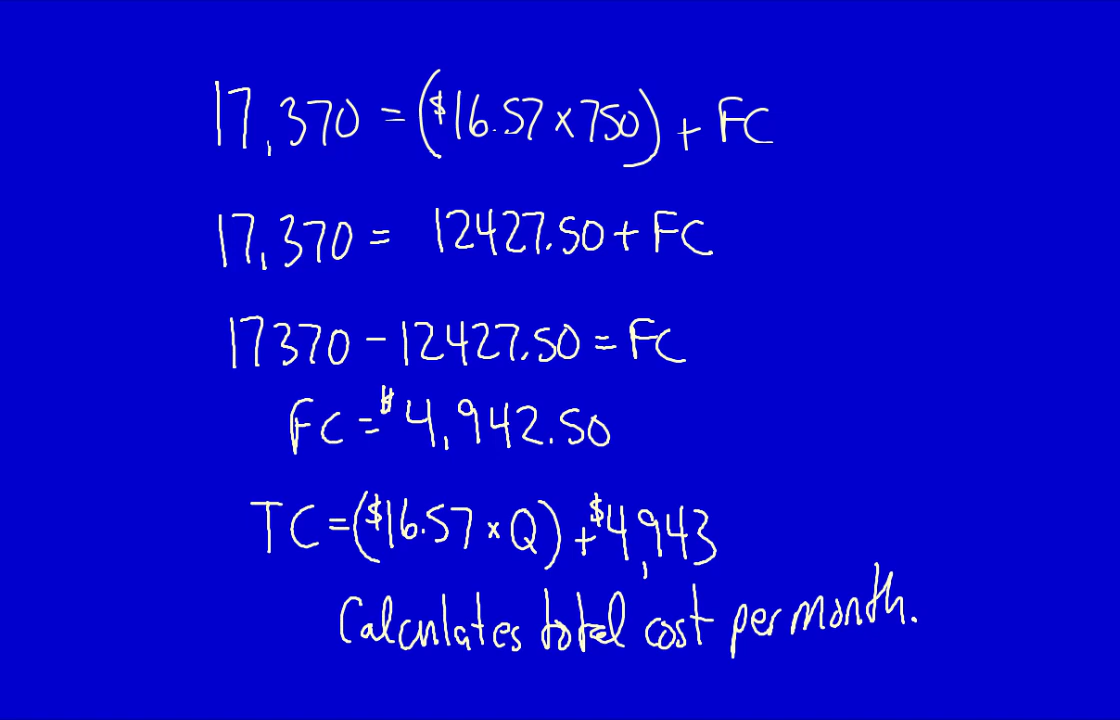 17,370 = ($16.57 × 750) + FC
17,370 = 12427.50 + FC
17370 - 12427.50 = FC
FC = $4,942.50
TC = ($16.57 × Q) + $4,943
Calculates total cost per month.